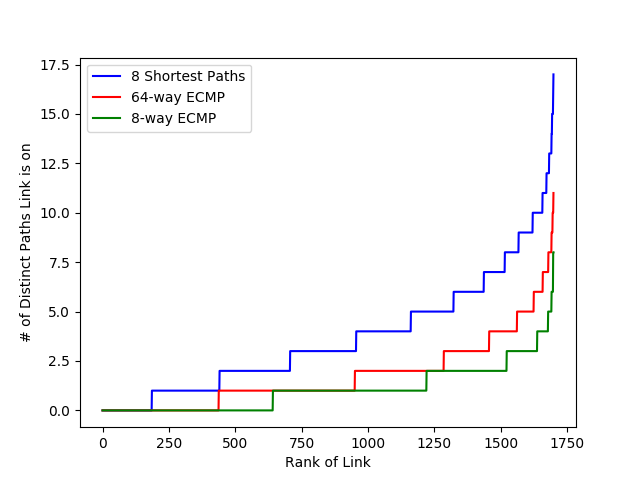 17.5
15.0
12.5
10.0
7.5
5.0
2.5
0.0
# of Distinct Paths Link is on
8 Shortest Paths
64-way ECMP
8-way ECMP
0 250 500 750 1000 1250 1500 1750
Rank of Link